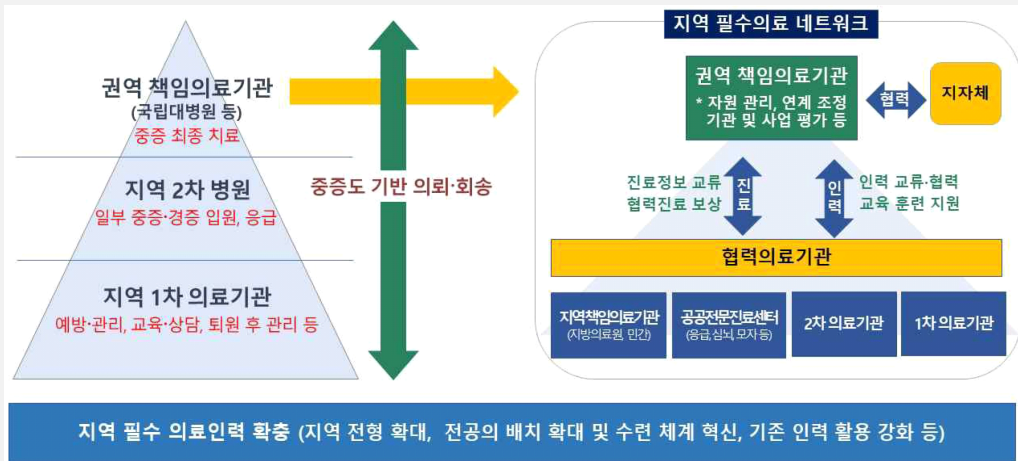 권역 책임의료기관
(국립대병원 등)
중증 최종 치료
지역 2차 병원
일부 중증·경증 입원, 응급
지역 1차 의료기관
예방·관리, 교육·상담, 퇴원 후 관리 등
중증도 기반 의뢰·회송
지역 필수의료 네트워크
권역 책임의료기관
* 자원 관리, 연계 조정
기관 및 사업 평가 등
협력
지자체
진료정보 교류
협력진료 보상
진료
인력
인력 교류·협력
교육 훈련 지원
협력의료기관
지역책임의료기관
(지방의료원, 민간)
공공전문진료센터
(응급,심뇌,모자 등)
2차 의료기관
1차 의료기관
지역 필수 의료인력 확충 (지역 전형 확대, 전공의 배치 확대 및 수련 체계 혁신, 기존 인력 활용 강화 등)